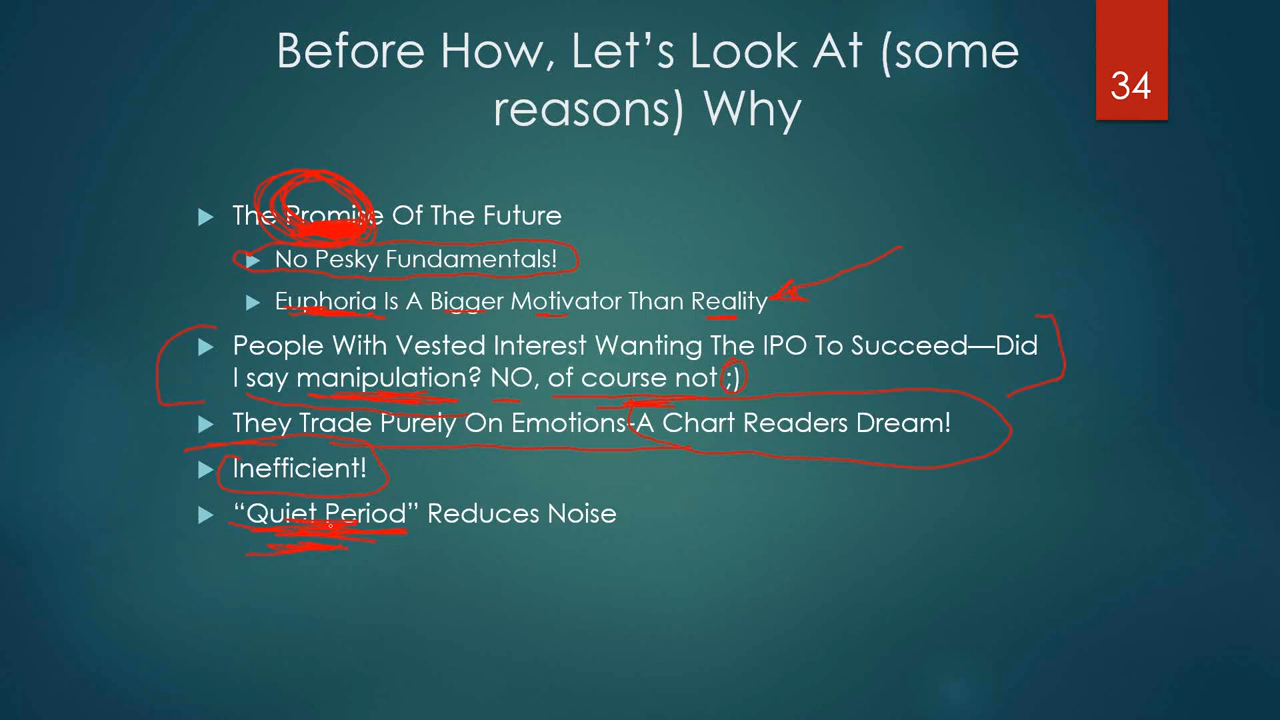 Before How, Let's Look At (some
reasons) Why
34
The Promise Of The Future
No Pesky Fundamentals!
Euphoria Is A Bigger Motivator Than Reality
People With Vested Interest Wanting The IPO To Succeed—Did
I say manipulation? NO, of course not ;)
They Trade Purely On Emotions-A Chart Readers Dream!
Inefficient!
“Quiet Period” Reduces Noise